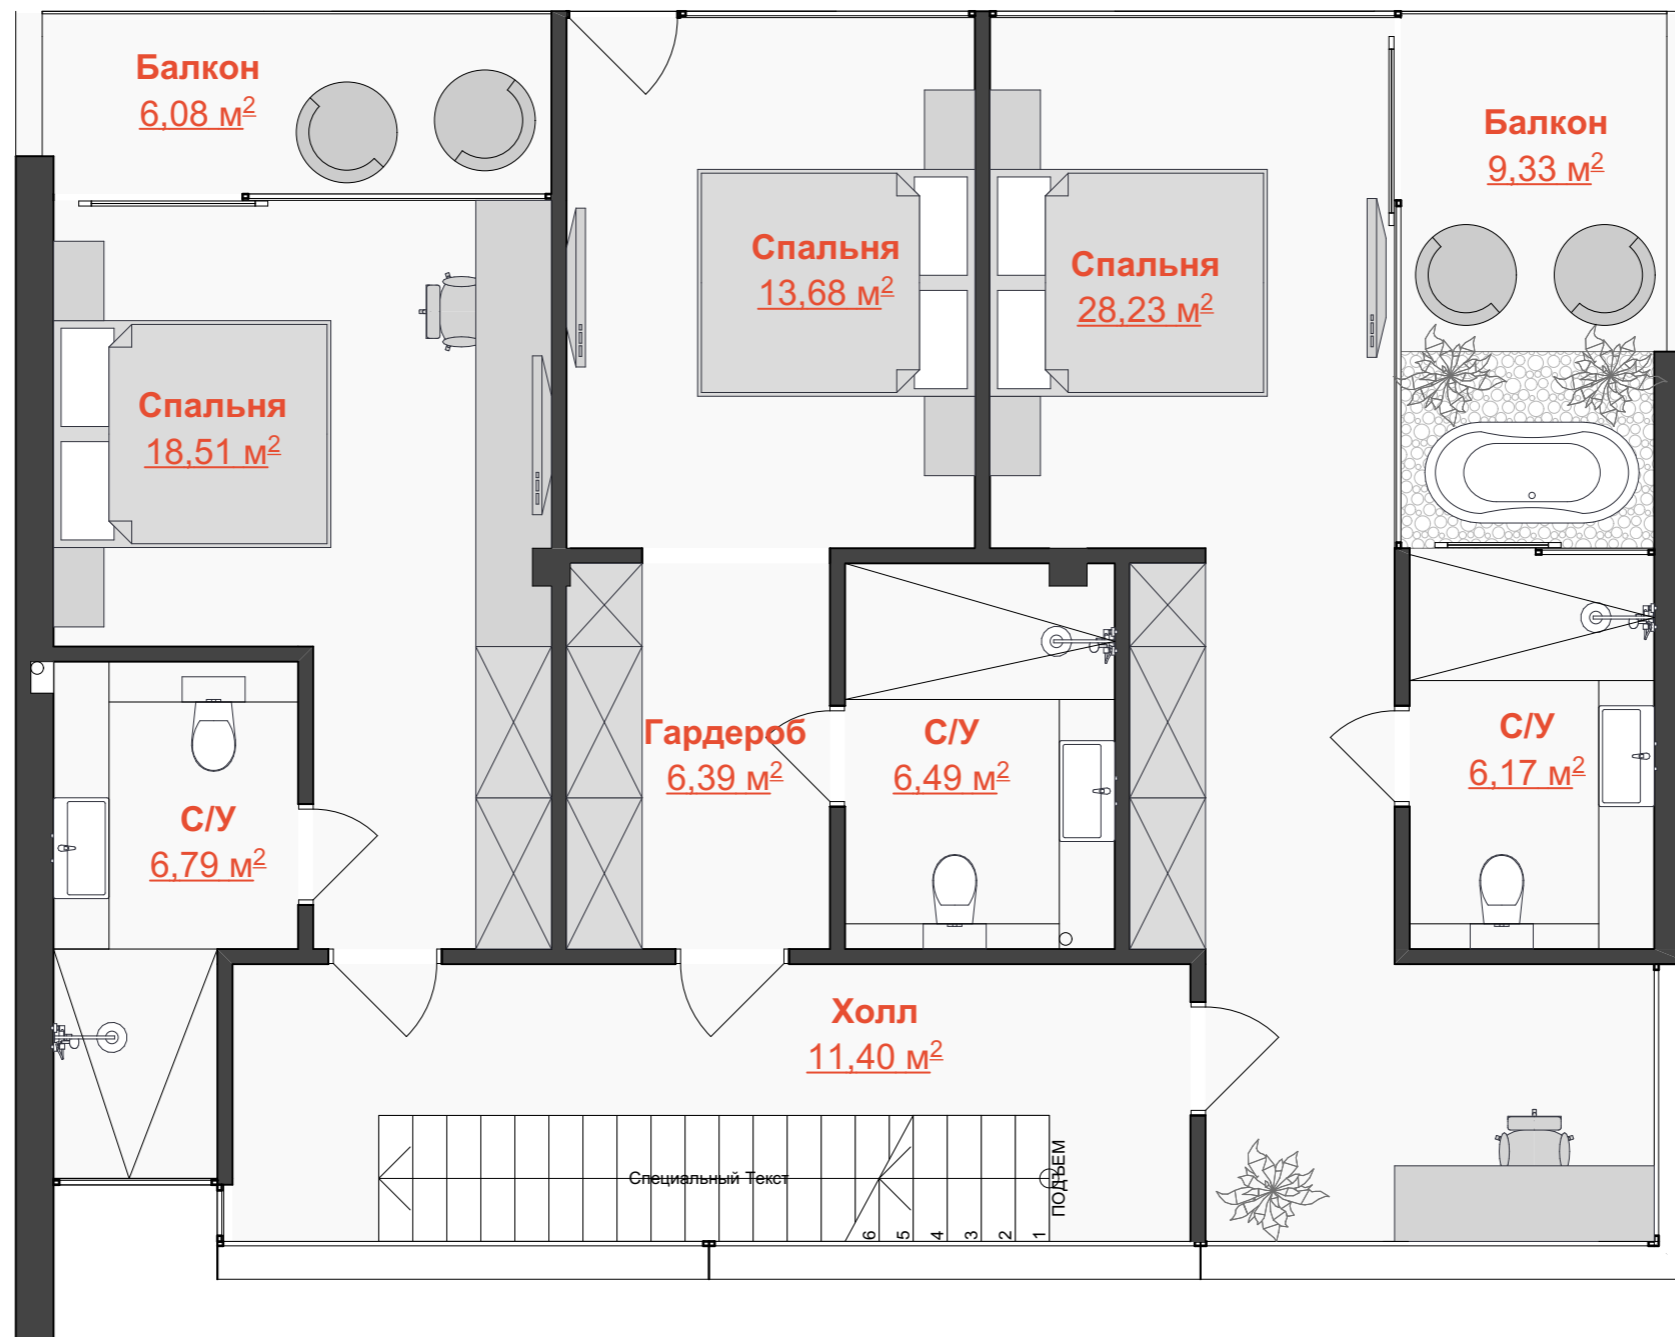 Балкон
6,08 м²
Балкон
9,33 м²
Спальня
13,68 м²
Спальня
28,23 м²
Спальня
18,51 м²
Гардероб
6,39 м²
С/У
6,49 м²
С/У
6,17 м²
С/У
6,79 м²
Холл
11,40 м²
Специальный Текст
ПОДЪЕМ
6 5 4 3 2 1